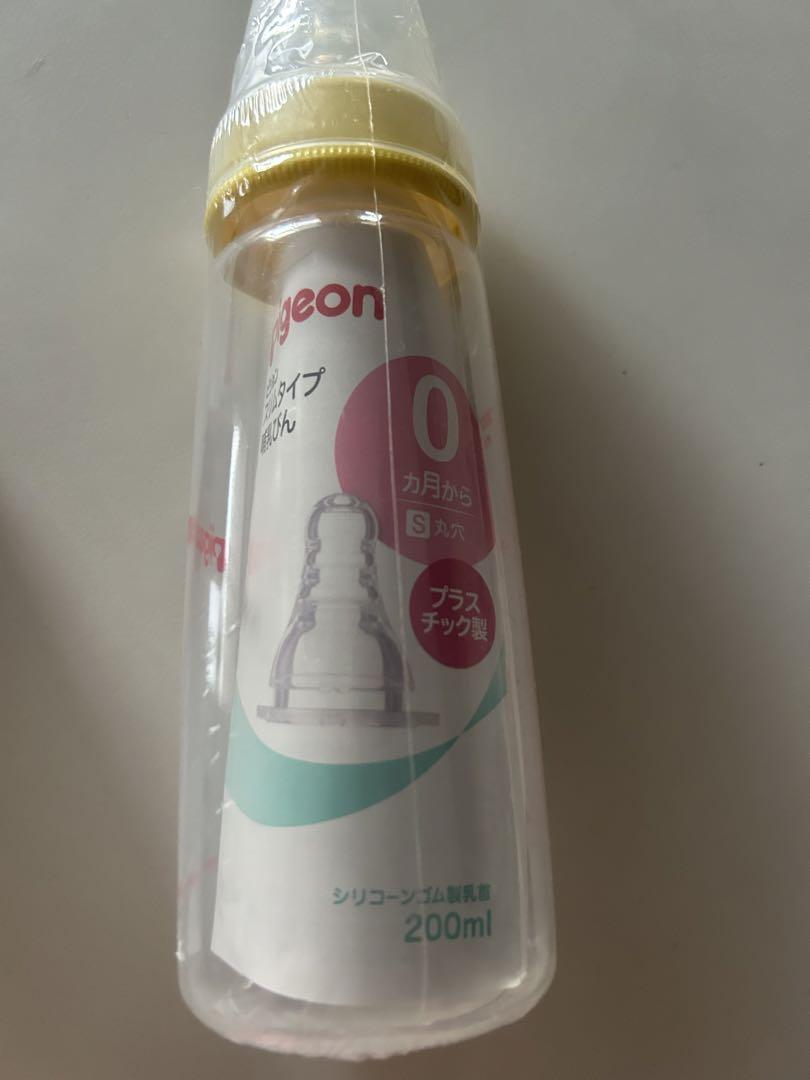 pigeon
スリムタイプ
哺乳びん
0
カ月から
S 丸穴
プラス
チック製
シリコーンゴム製乳首
200ml